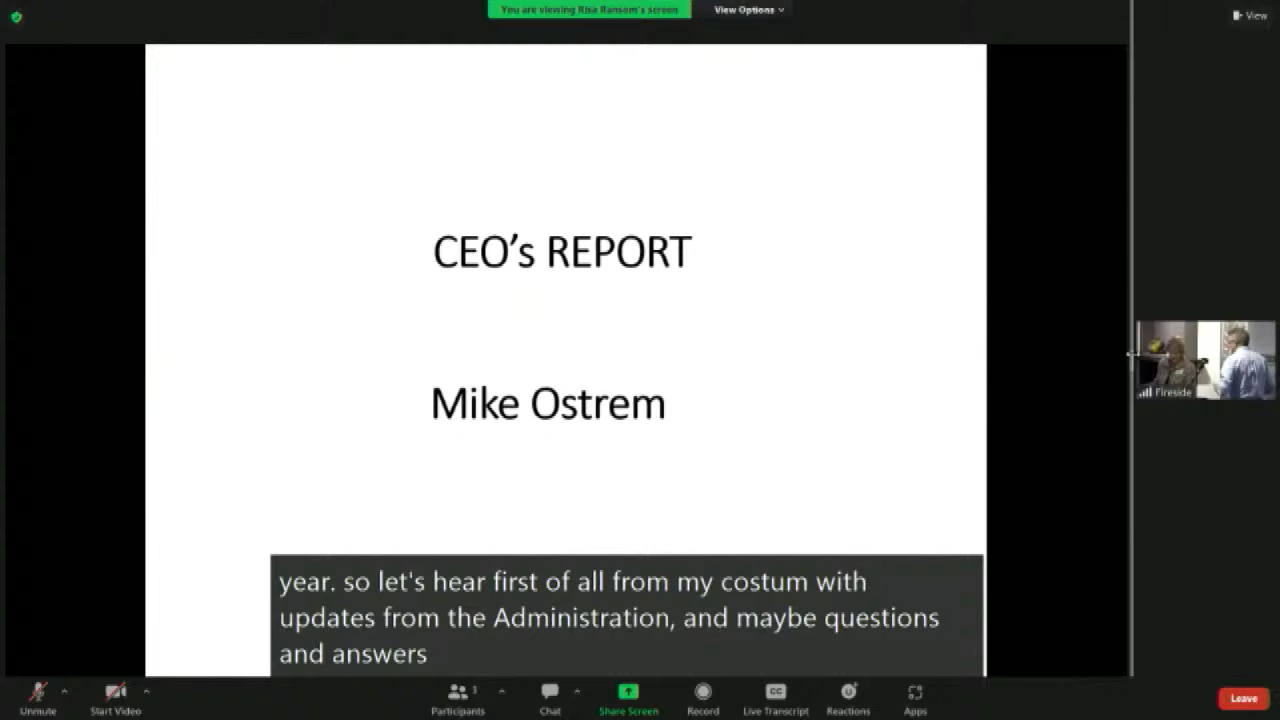 You are viewing Risa Ransom's screen
View Options
View
CEO's REPORT
Mike Ostrem
Fireside
year. so let's hear first of all from my costum with
updates from the Administration, and maybe questions
and answers
Unmute
Start Video
Participants
3
Chat
Share Screen
Record
CC
Live Transcript
Reactions
Apps
Leave